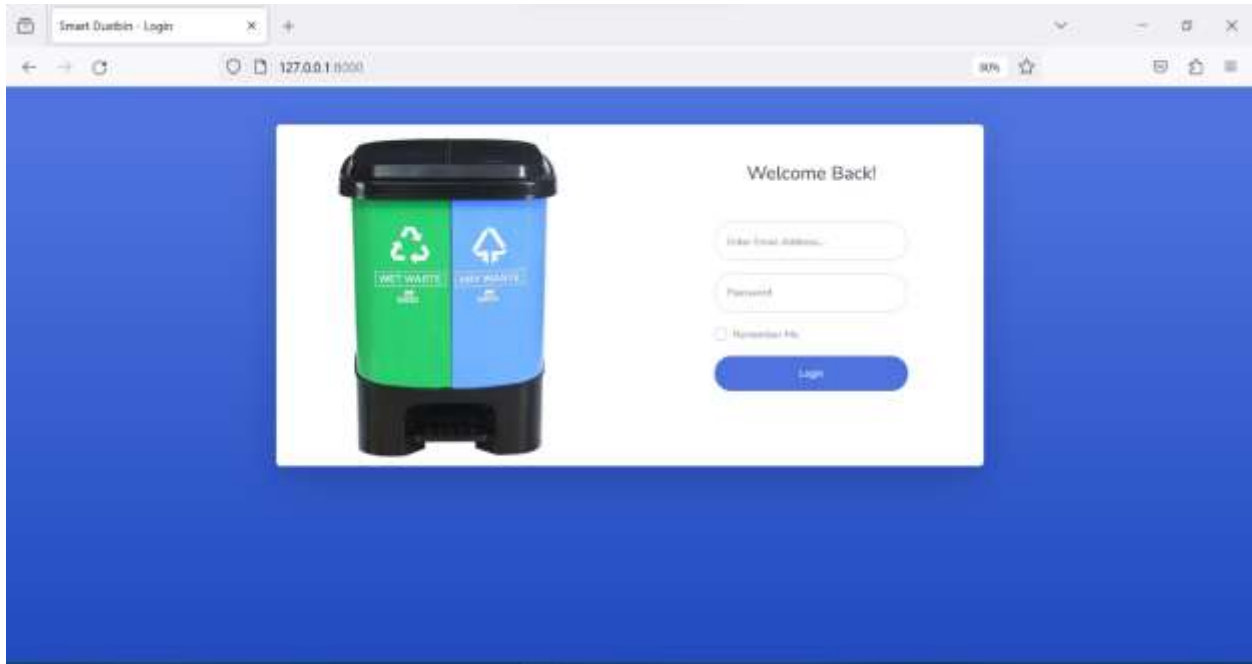 Smart Dustbin - Login
127.0.0.1:8000
80%
Welcome Back!
Enter Email Address...
WET WASTE
DRY WASTE
Password
Remember Me
Login